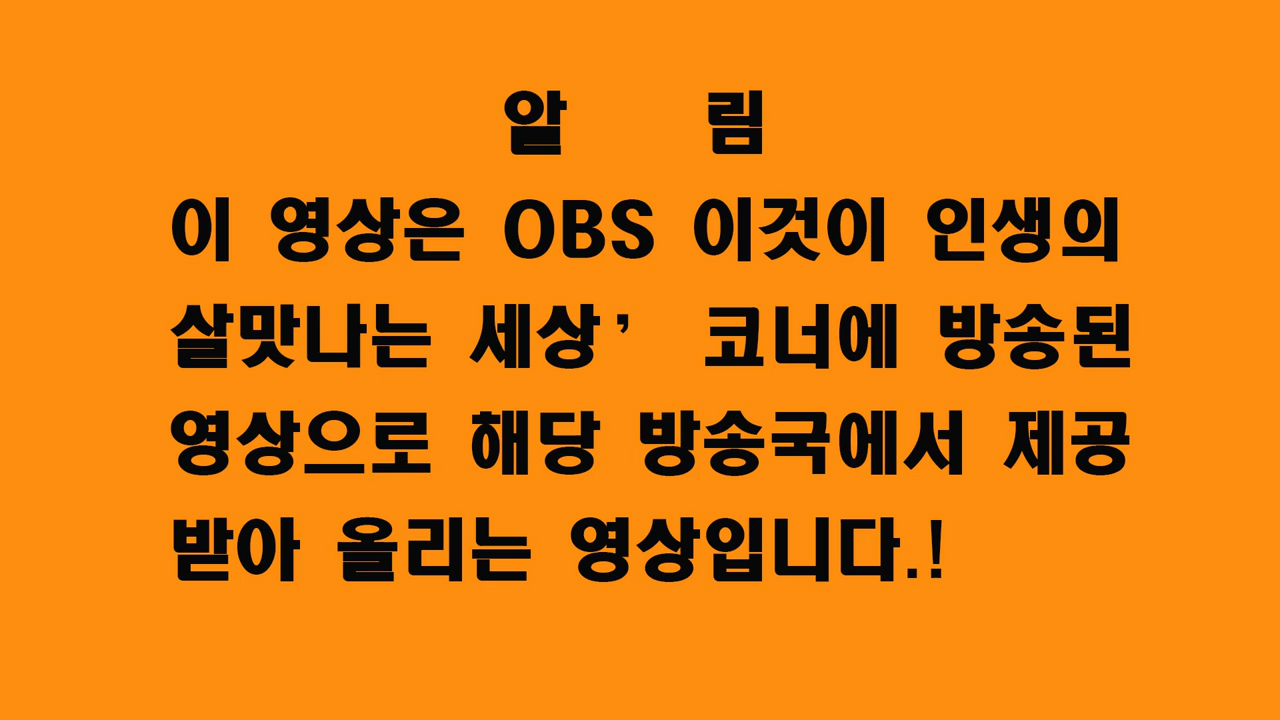 알 림
이 영상은 OBS 이것이 인생의
살맛나는 세상’ 코너에 방송된
영상으로 해당 방송국에서 제공
받아 올리는 영상입니다.!